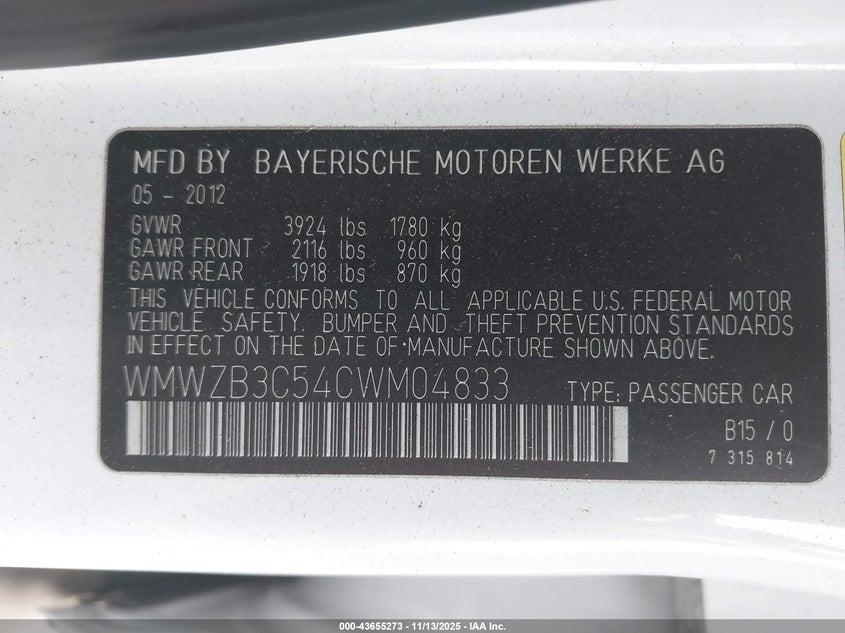 MFD BY BAYERISCHE MOTOREN WERKE AG
05 - 2012
GVWR 3924 lbs 1780 kg
GAWR FRONT 2116 lbs 960 kg
GAWR REAR 1918 lbs 870 kg
THIS VEHICLE CONFORMS TO ALL APPLICABLE U.S. FEDERAL MOTOR
VEHICLE SAFETY, BUMPER AND THEFT PREVENTION STANDARDS
IN EFFECT ON THE DATE OF MANUFACTURE SHOWN ABOVE.
WMWZB3C54CWM04833 TYPE: PASSENGER CAR
B15 / 0
7 315 814
000-43655273 - 11/13/2025 - IAA Inc.